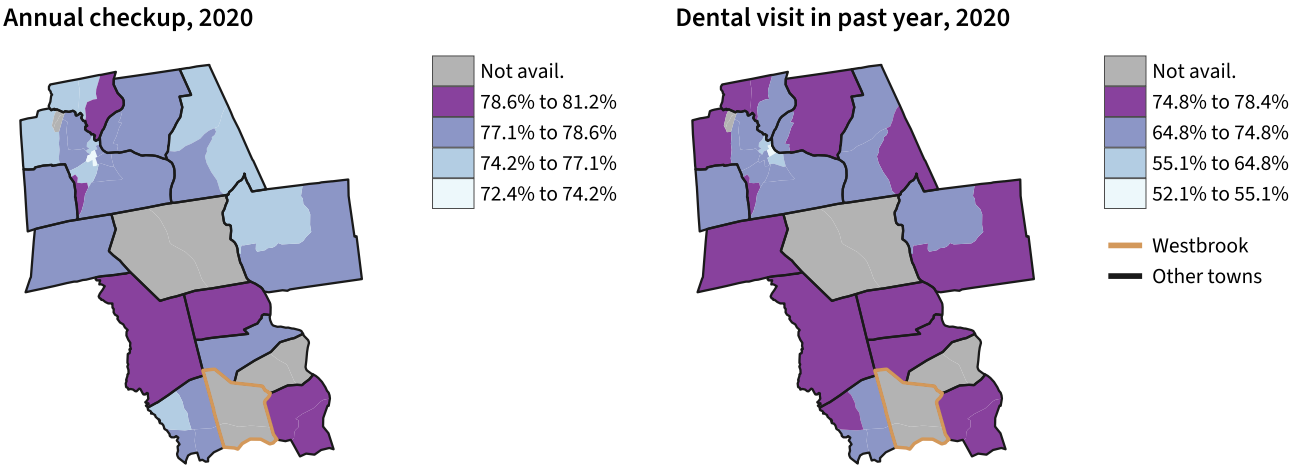 Annual checkup, 2020
Not avail.
78.6% to 81.2%
77.1% to 78.6%
74.2% to 77.1%
72.4% to 74.2%
Dental visit in past year, 2020
Not avail.
74.8% to 78.4%
64.8% to 74.8%
55.1% to 64.8%
52.1% to 55.1%
Westbrook
Other towns